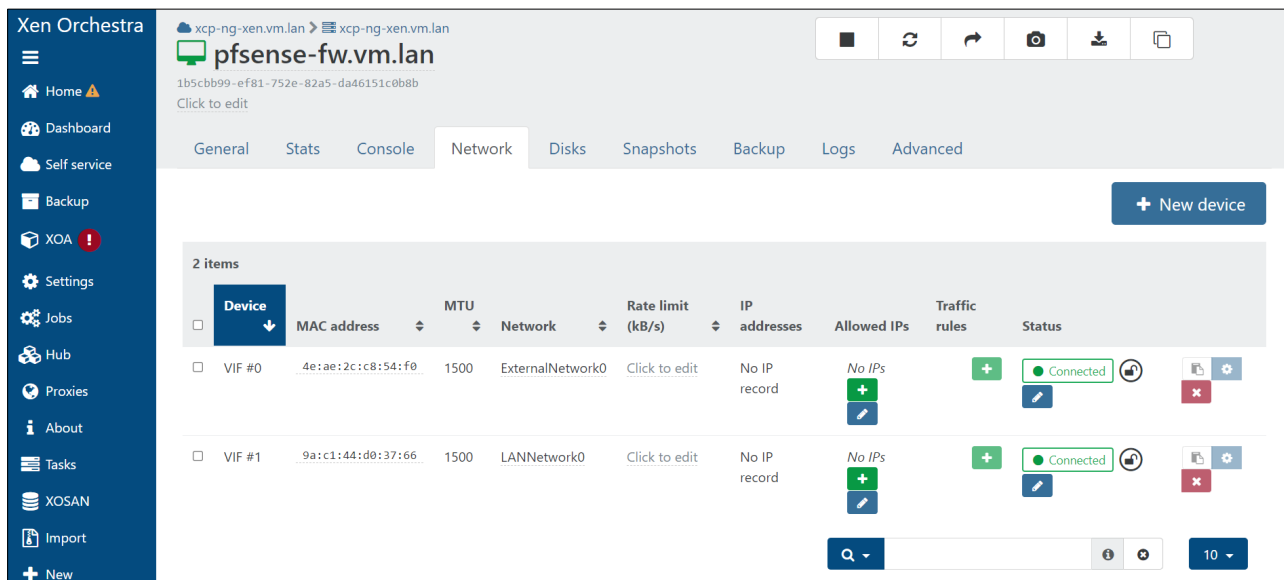 Xen Orchestra
xcp-ng-xen.vm.lan xcp-ng-xen.vm.lan
pfsense-fw.vm.lan
1b5cbb99-ef81-752e-82a5-da46151c0b8b
Click to edit
Home
Dashboard
Self service
Backup
XOA
Settings
Jobs
Hub
Proxies
About
Tasks
XOSAN
Import
New
General Stats Console Network Disks Snapshots Backup Logs Advanced
New device
2 items
Device MAC address MTU Network Rate limit (kB/s) IP addresses Allowed IPs Traffic rules Status
VIF #0 4e:ae:2c:c8:54:f0 1500 ExternalNetwork0 Click to edit No IP record No IPs Connected
VIF #1 9a:c1:44:d0:37:66 1500 LANNetwork0 Click to edit No IP record No IPs Connected
10